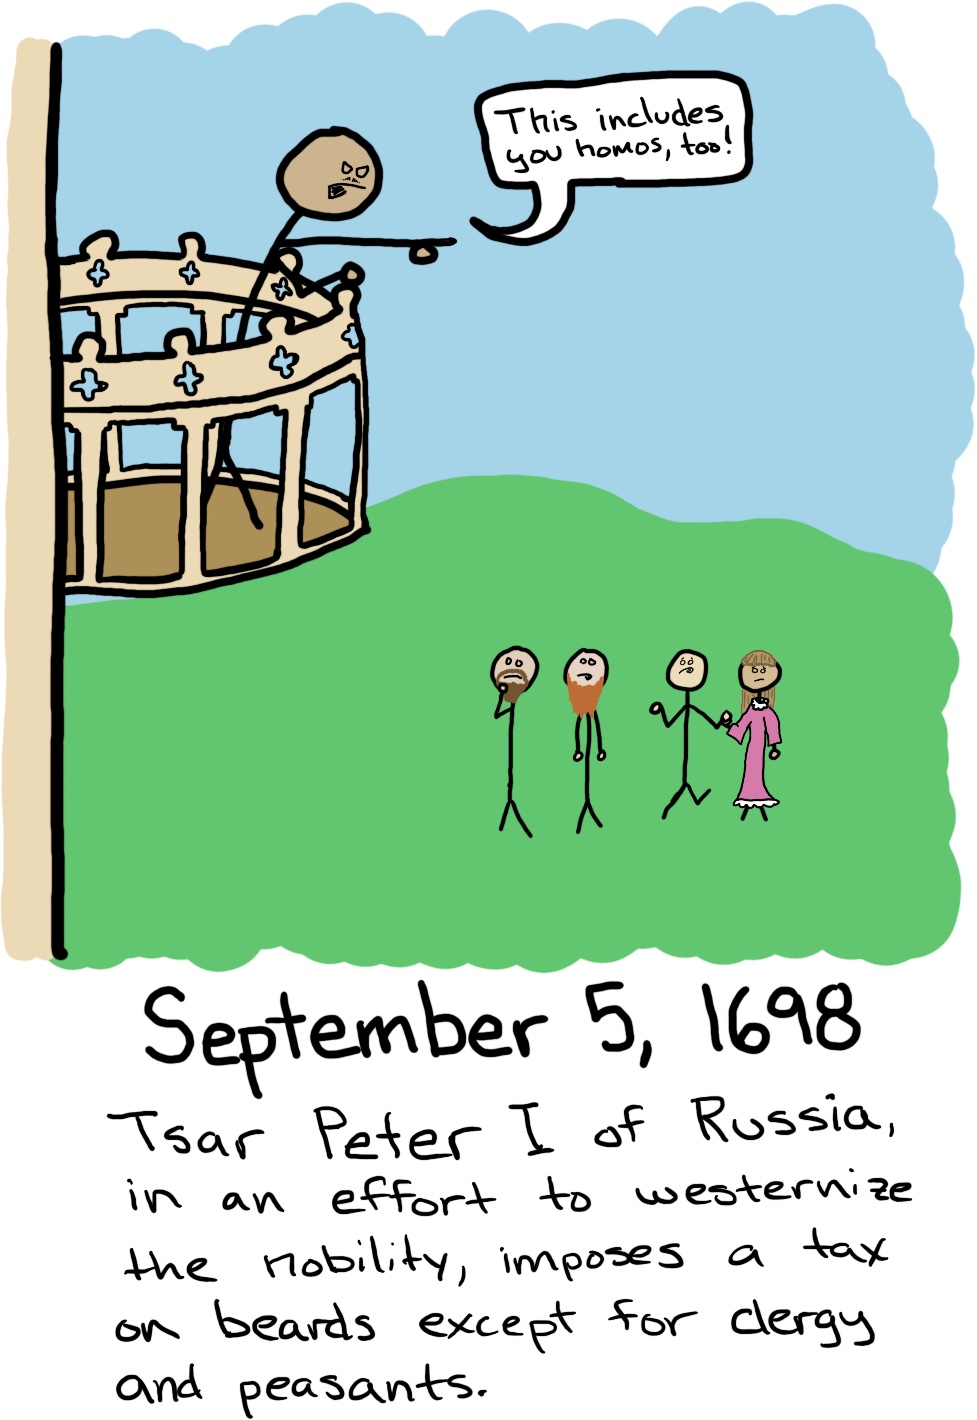 This includes
you homos, too!
September 5, 1698
Tsar Peter I of Russia,
in an effort to westernize
the nobility, imposes a tax
on beards except for clergy
and peasants.